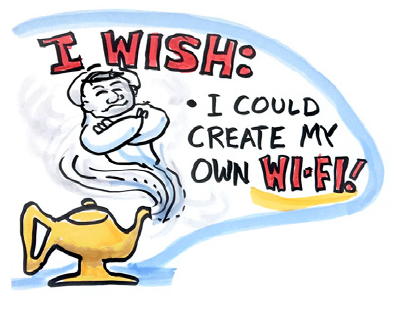 I WISH:
• I COULD
CREATE MY
OWN WI-FI!